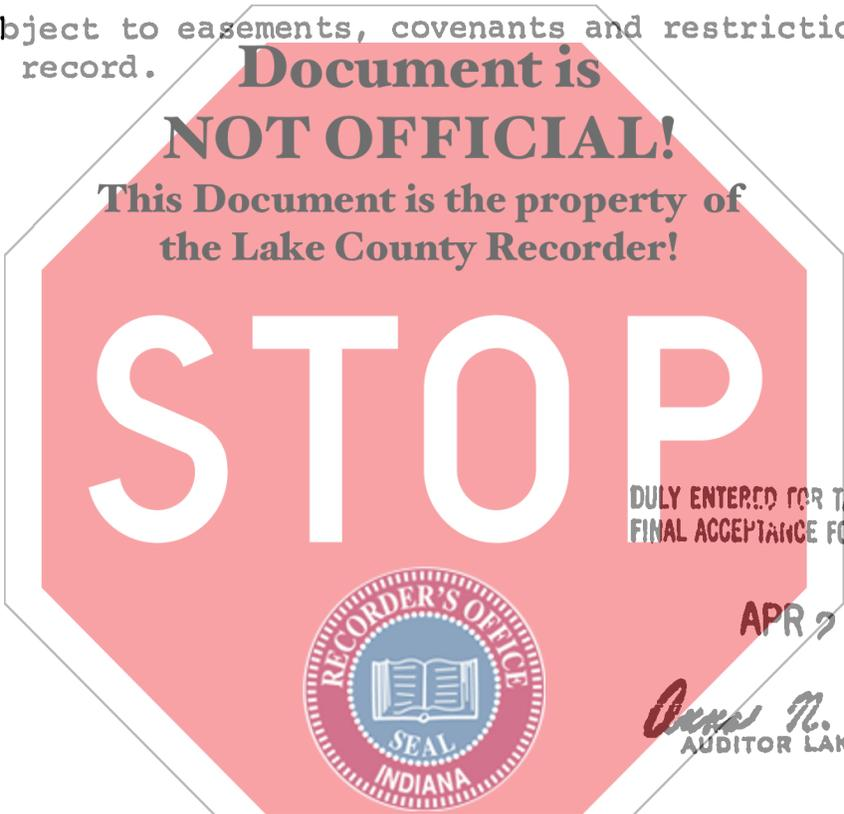 bject to easements, covenants and restrictio
record.
Document is
NOT OFFICIAL!
This Document is the property of
the Lake County Recorder!
STOP
DULY ENTERED FOR T
FINAL ACCEPTANCE FO
APR
RECORDER'S OFFICE
SEAL
INDIANA
N.
AUDITOR LAK